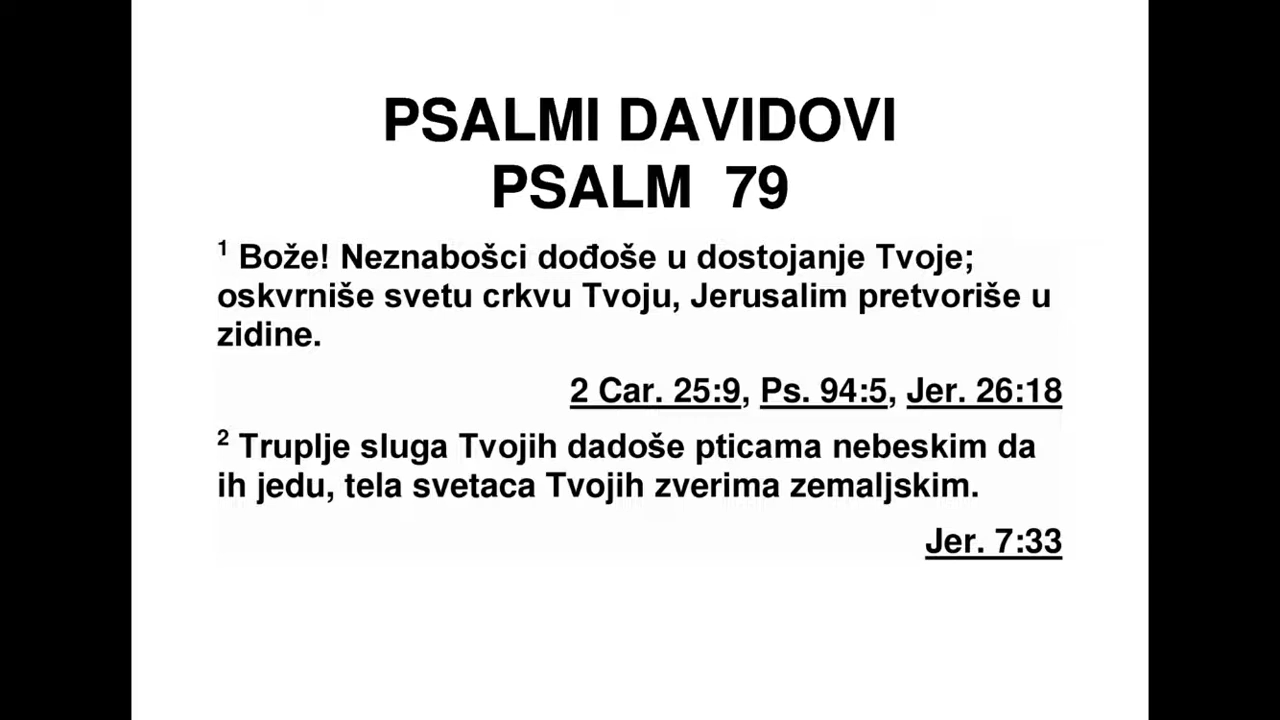 PSALMI DAVIDOVI
PSALM 79
1 Bože! Neznabošci dođoše u dostojanje Tvoje;
oskvrniše svetu crkvu Tvoju, Jerusalim pretvoriše u
zidine.
2 Car. 25:9, Ps. 94:5, Jer. 26:18
2 Truplje sluga Tvojih dadoše pticama nebeskim da
ih jedu, tela svetaca Tvojih zverima zemaljskim.
Jer. 7:33